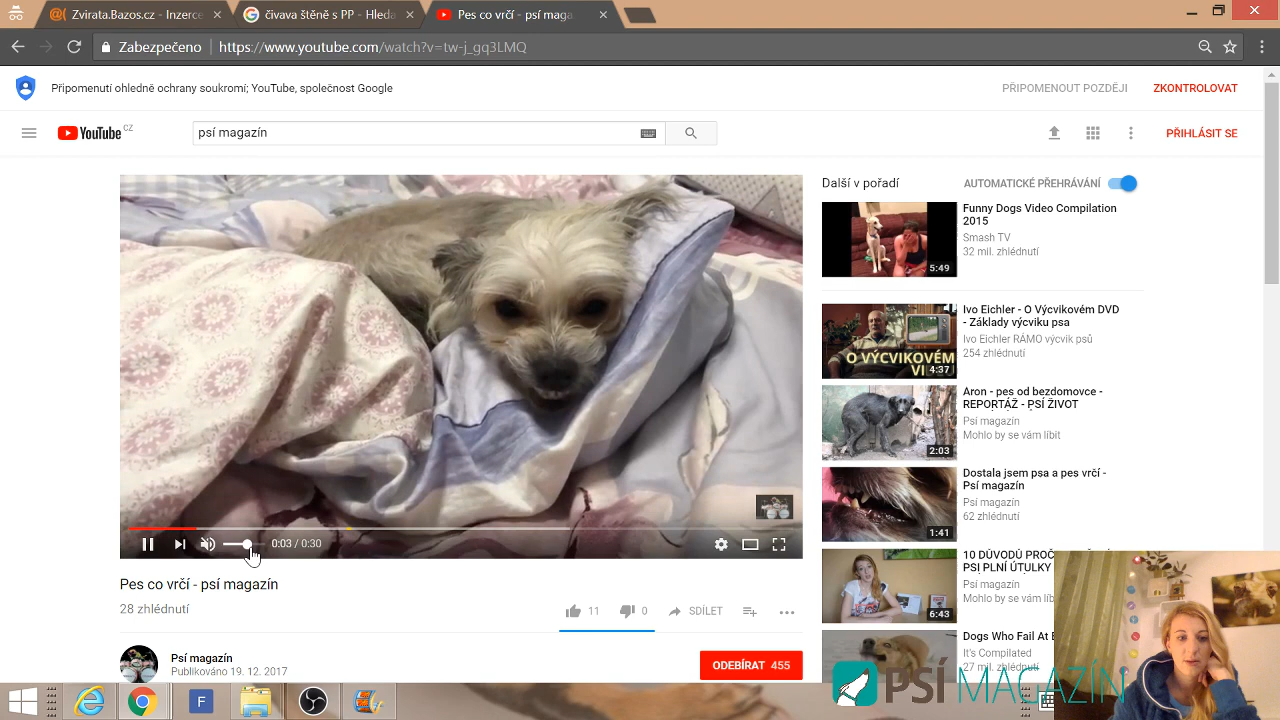 Zvirata.Bazos.cz - Inzerce
čivava štěně s PP - Hleda
Pes co vrčí - psí maga
Zabezpečeno
https://www.youtube.com/watch?v=tw-j_gq3LMQ
Připomenutí ohledně ochrany soukromí; YouTube, společnost Google
PŘIPOMENOUT POZDĚJI
ZKONTROLOVAT
YouTube CZ
psí magazín
PŘIHLÁSIT SE
Další v pořadí
AUTOMATICKÉ PŘEHRÁVÁNÍ
Funny Dogs Video Compilation
2015
Smash TV
32 mil. zhlédnutí
5:49
Ivo Eichler - O Výcvikovém DVD
- Základy výcviku psa
Ivo Eichler RÁMO výcvik psů
254 zhlédnutí
O VÝCVIKOVÉM
4:37
Aron - pes od bezdomovce -
REPORTÁŽ - PSÍ ŽIVOT
Psí magazín
Mohlo by se vám líbit
2:03
Dostala jsem psa a pes vrčí -
Psí magazín
Psí magazín
62 zhlédnutí
1:41
10 DŮVODŮ PROČ
PSI PLNÍ ÚTULKY
Psí magazín
Mohlo by se vám líb
6:43
Dogs Who Fail At
It's Compilated
27 mil. zhlédnutí
0:03 / 0:30
Pes co vrčí - psí magazín
28 zhlédnutí
11
0
SDÍLET
Psí magazín
Publikováno 19. 12. 2017
ODEBÍRAT 455
PSÍ MAGAZÍN
F